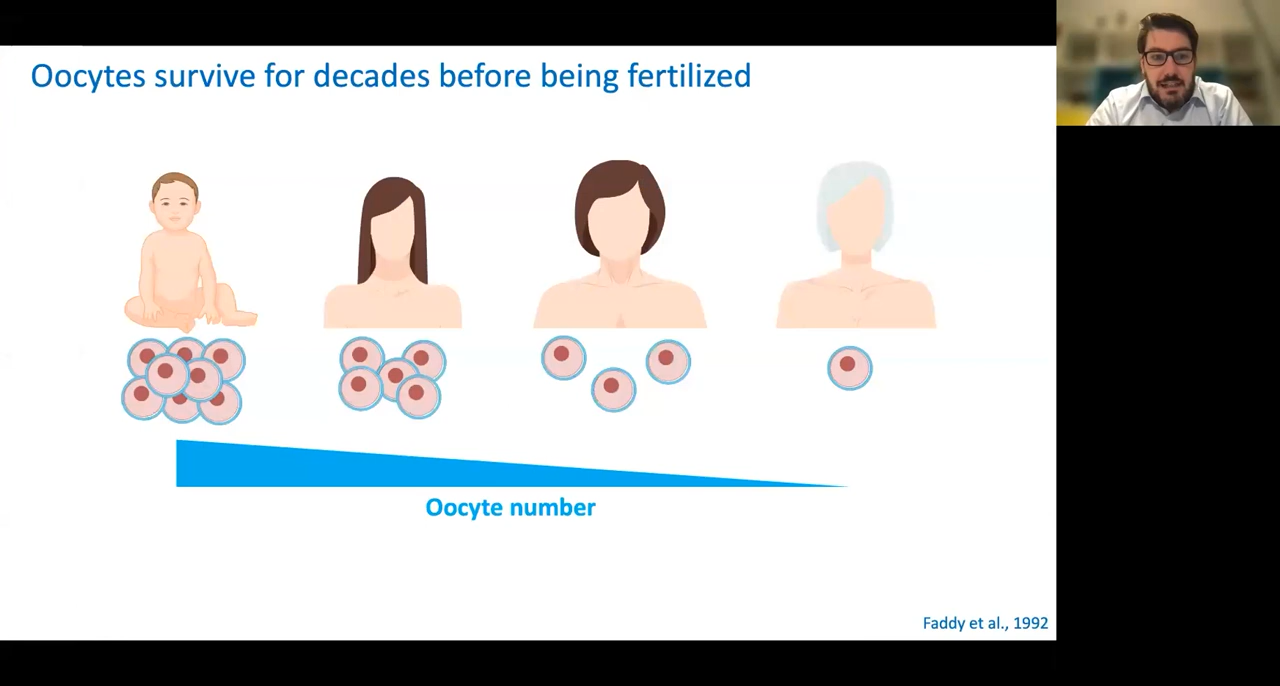 Oocytes survive for decades before being fertilized
Oocyte number
Faddy et al., 1992